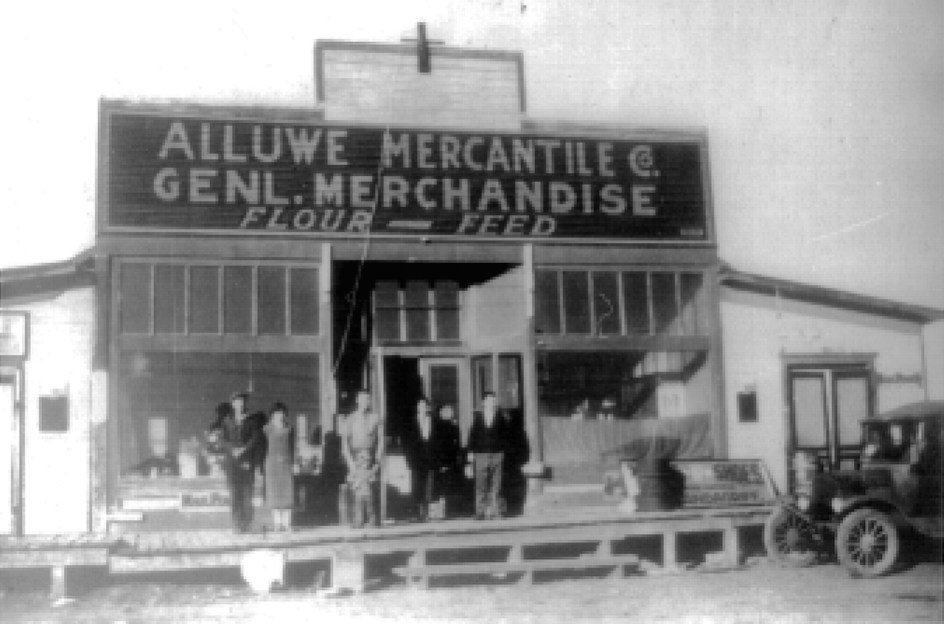 ALLUWE MERCANTILE CO.
GENL. MERCHANDISE
FLOUR — FEED
SHOES